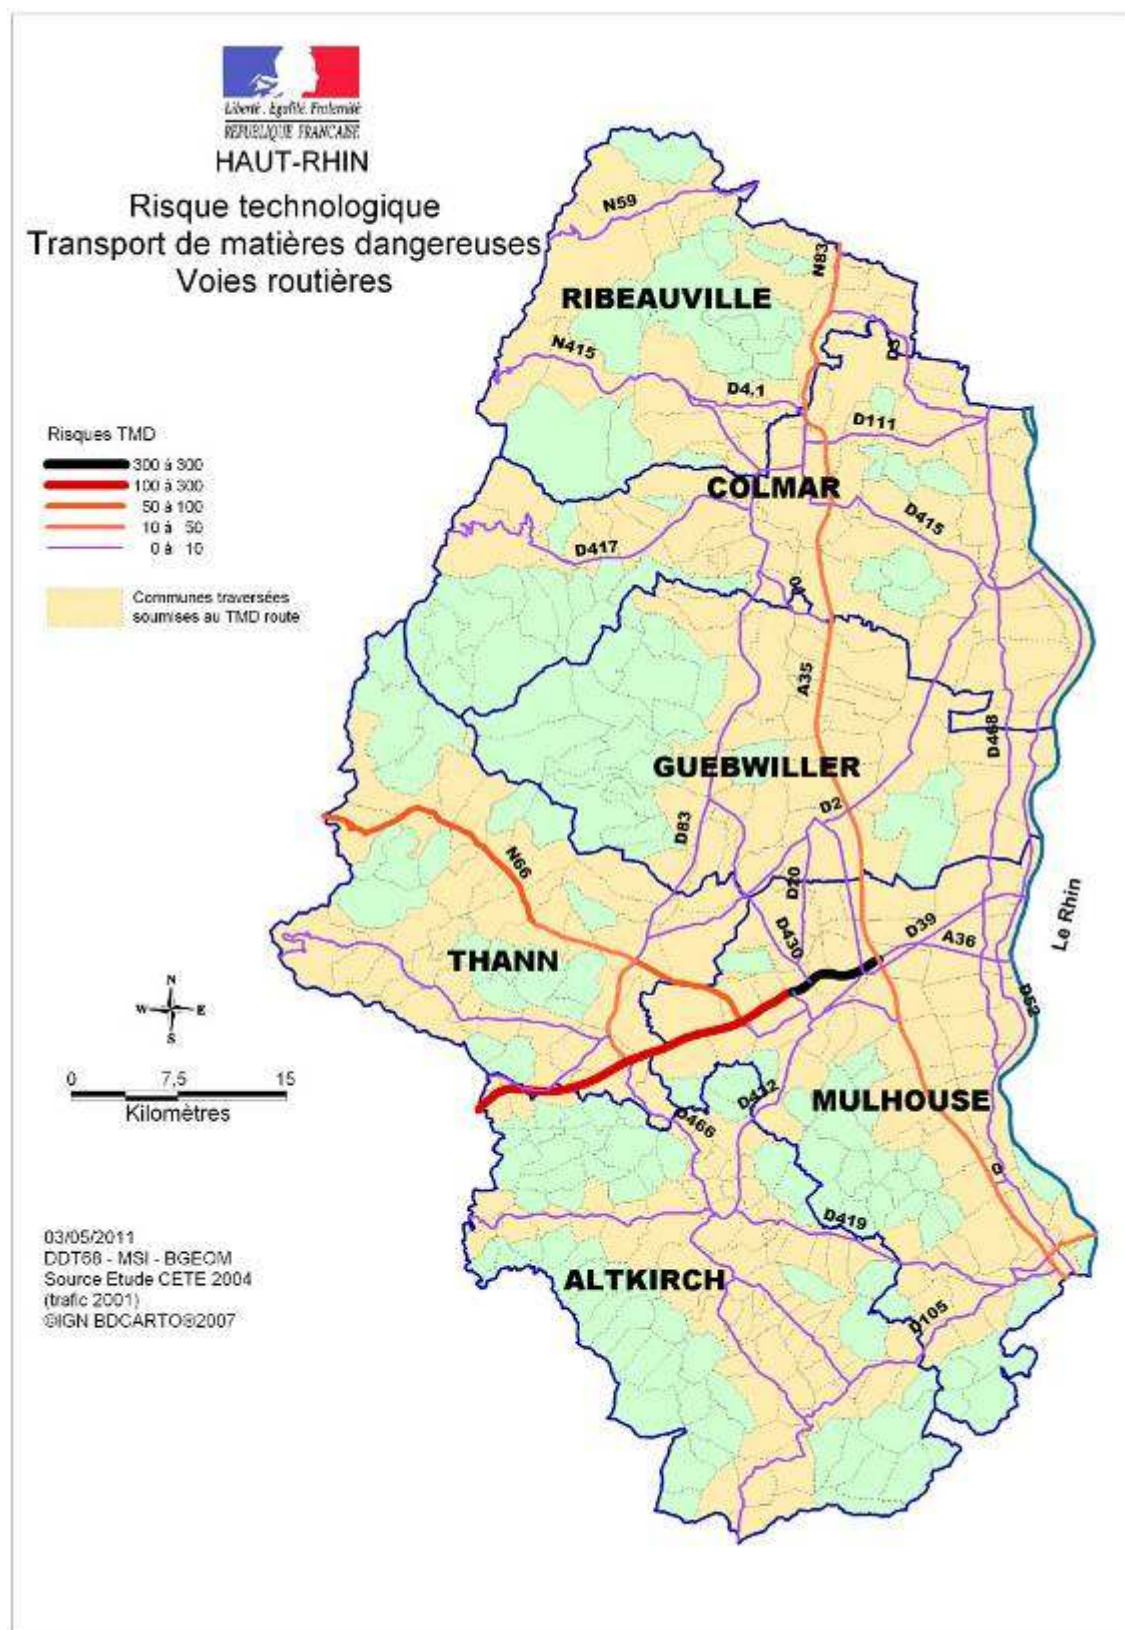 Liberté . Égalité. Fraternité
RÉPUBLIQUE FRANÇAISE
HAUT-RHIN
Risque technologique
Transport de matières dangereuses
Voies routières
Risques TMD
300 à 300
100 à 300
50 à 100
10 à 50
0 à 10
Communes traversées
soumises au TMD route
N59
N83
RIBEAUVILLE
N415
D4.1
D111
COLMAR
D415
D417
A35
D468
GUEBWILLER
D2
D83
N66
D20
D39
A36
D430
Le Rhin
THANN
D52
N
W
E
S
0
7,5
15
Kilomètres
D466
MULHOUSE
0
D419
ALTKIRCH
D105
03/05/2011
DDT68 - MSI - BGEOM
Source Etude CETE 2004
(trafic 2001)
©IGN BDCARTO®2007